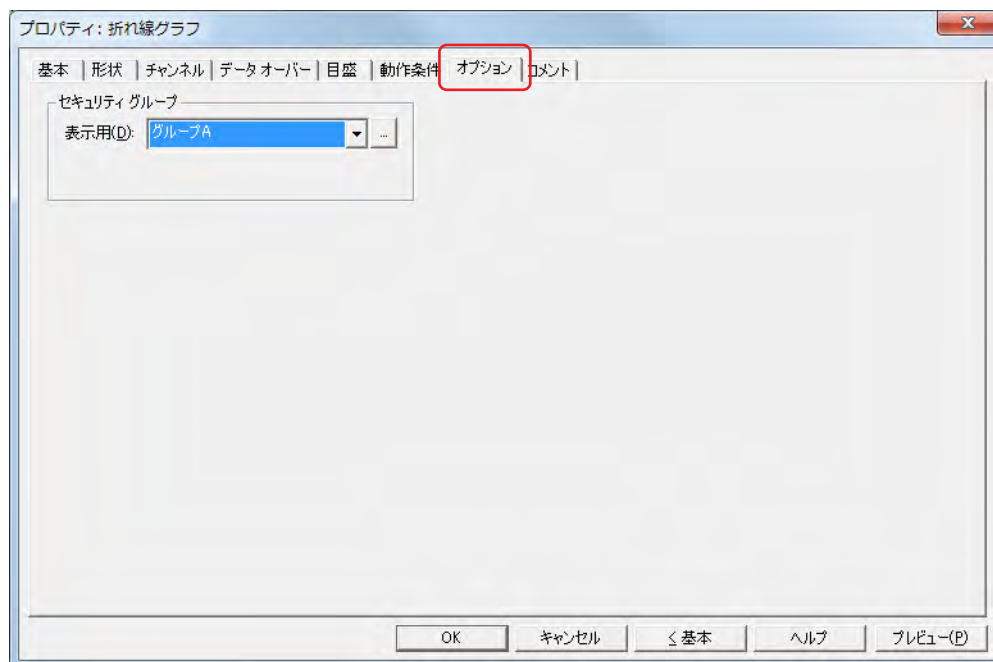 プロパティ: 折れ線グラフ
基本 形状 チャンネル データ オーバー 目盛 動作条件 オプション コメント
セキュリティ グループ
表示用(D): グループA ...
OK キャンセル < 基本 ヘルプ プレビュー(P)